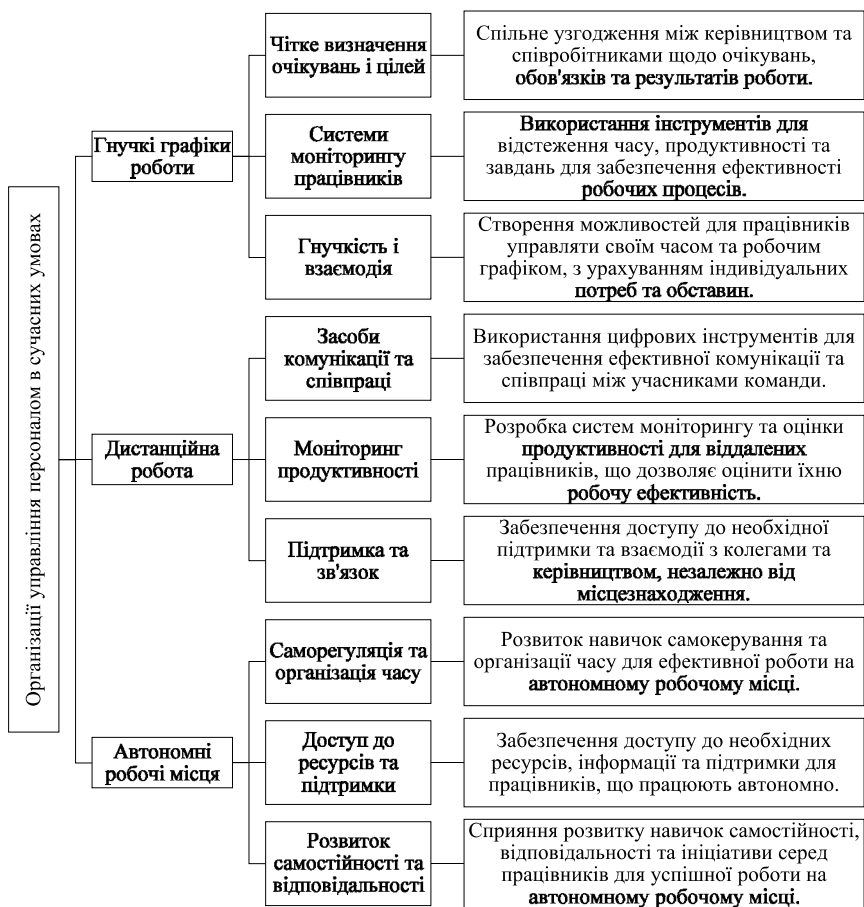 Організації управління персоналом в сучасних умовах
Гнучкі графіки
роботи
Чітке визначення
очікувань і цілей
Спільне узгодження між керівництвом та
співробітниками щодо очікувань,
обов'язків та результатів роботи.
Системи
моніторингу
працівників
Використання інструментів для
відстеження часу, продуктивності та
завдань для забезпечення ефективності
робочих процесів.
Гнучкість і
взаємодія
Створення можливостей для працівників
управляти своїм часом та робочим
графіком, з урахуванням індивідуальних
потреб та обставин.
Дистанційна
робота
Засоби
комунікації та
співпраці
Використання цифрових інструментів для
забезпечення ефективної комунікації та
співпраці між учасниками команди.
Моніторинг
продуктивності
Розробка систем моніторингу та оцінки
продуктивності для віддалених
працівників, що дозволяє оцінити їхню
робочу ефективність.
Підтримка та
зв'язок
Забезпечення доступу до необхідної
підтримки та взаємодії з колегами та
керівництвом, незалежно від
місцезнаходження.
Автономні
робочі місця
Саморегуляція та
організація часу
Розвиток навичок самокерування та
організації часу для ефективної роботи на
автономному робочому місці.
Доступ до
ресурсів та
підтримки
Забезпечення доступу до необхідних
ресурсів, інформації та підтримки для
працівників, що працюють автономно.
Розвиток
самостійності та
відповідальності
Сприяння розвитку навичок самостійності,
відповідальності та ініціативи серед
працівників для успішної роботи на
автономному робочому місці.